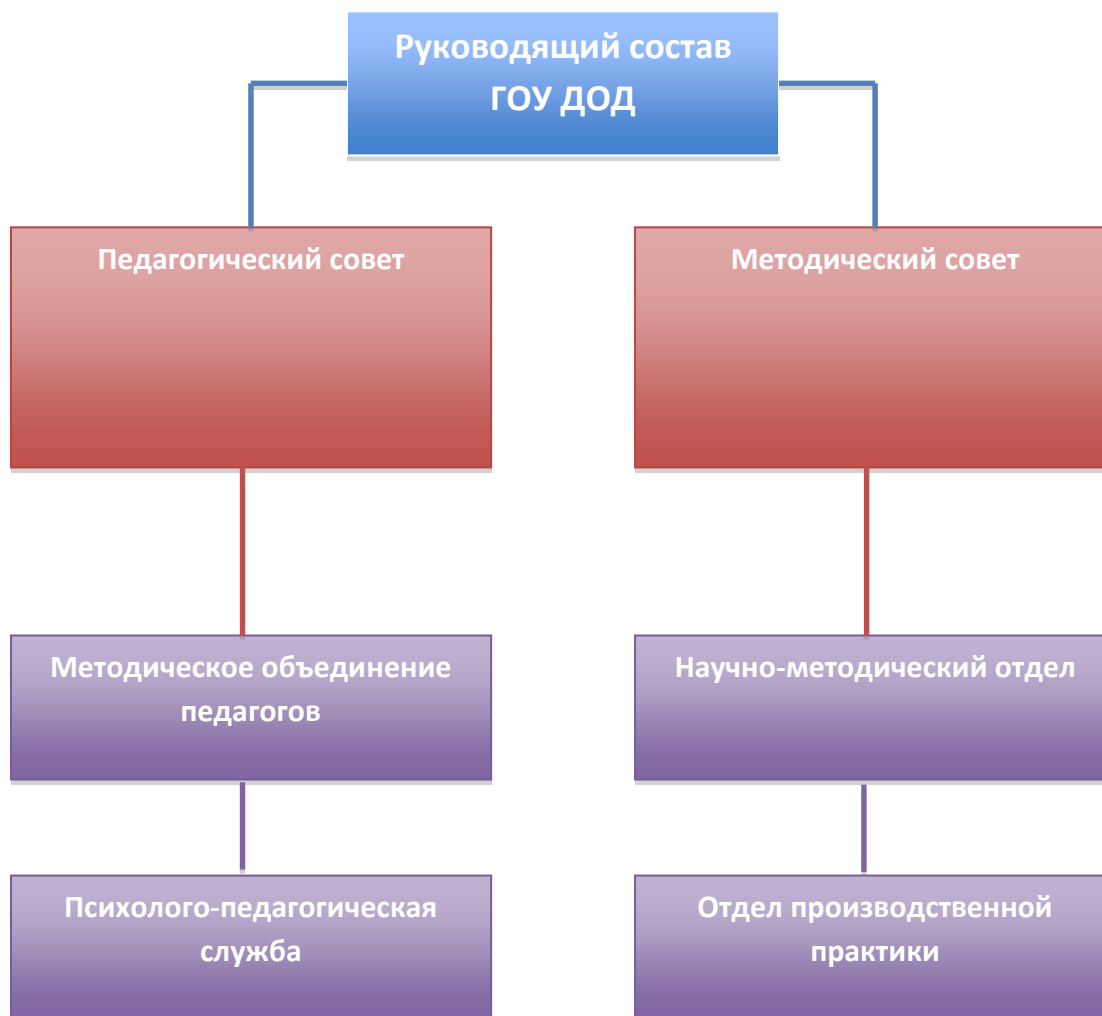 Руководящий состав
ГОУ ДОД
Педагогический совет
Методический совет
Методическое объединение
педагогов
Научно-методический отдел
Психолого-педагогическая
служба
Отдел производственной
практики